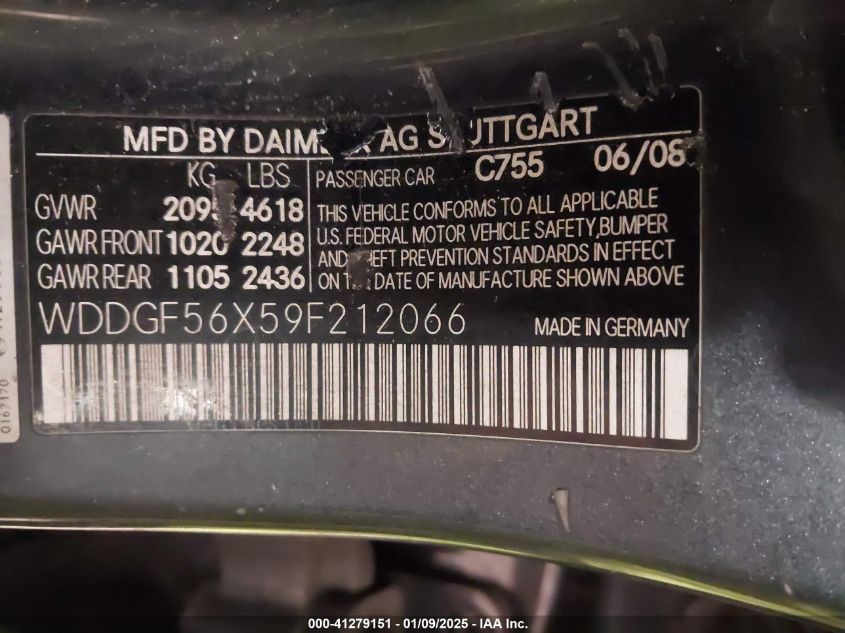 MFD BY AG
KG LBS PASSENGER CAR C755 06/08
GVWR 4618 THIS VEHICLE CONFORMS TO ALL APPLICABLE
GAWR FRONT 1020 2248 U.S. FEDERAL MOTOR VEHICLE SAFETY, BUMPER
GAWR REAR 1105 2436 PREVENTION STANDARDS IN EFFECT
ON DATE OF MANUFACTURE SHOWN ABOVE
WDDGF56X59F212066 MADE IN GERMANY
000-41279151 - 01/09/2025 - IAA Inc.